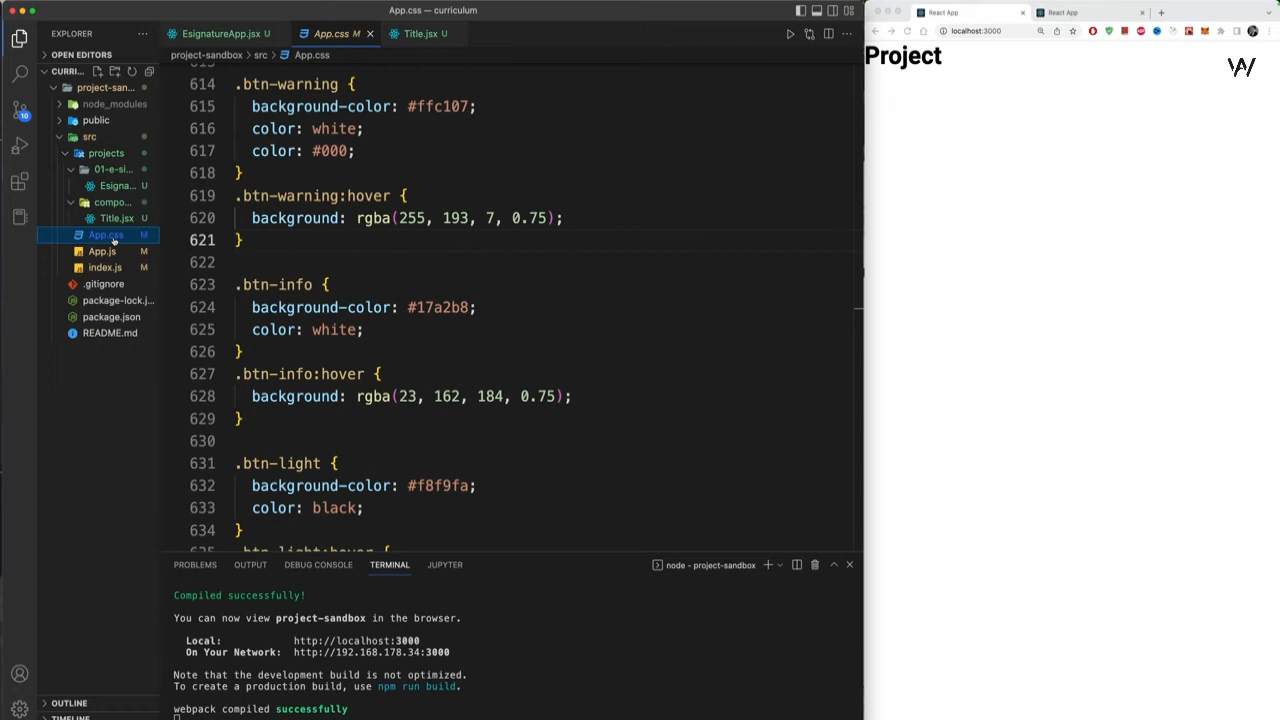 App.css — curriculum
EXPLORER
OPEN EDITORS
CURRI...
project-san...
node_modules
public
src
projects
01-e-si...
Esigna... U
compo...
Title.jsx U
App.css M
App.js M
index.js M
.gitignore
package-lock.j...
package.json
README.md
OUTLINE
TIMELINE
10
EsignatureApp.jsx U
App.css M
Title.jsx U
project-sandbox > src > App.css
613
614 .btn-warning {
615 background-color: #ffc107;
616 color: white;
617 color: #000;
618 }
619 .btn-warning:hover {
620 background: rgba(255, 193, 7, 0.75);
621 }
622
623 .btn-info {
624 background-color: #17a2b8;
625 color: white;
626 }
627 .btn-info:hover {
628 background: rgba(23, 162, 184, 0.75);
629 }
630
631 .btn-light {
632 background-color: #f8f9fa;
633 color: black;
634 }
635 .btn-light:hover {
PROBLEMS OUTPUT DEBUG CONSOLE TERMINAL JUPYTER
node - project-sandbox
Compiled successfully!
You can now view project-sandbox in the browser.
Local: http://localhost:3000
On Your Network: http://192.168.178.34:3000
Note that the development build is not optimized.
To create a production build, use npm run build.
webpack compiled successfully
React App
React App
localhost:3000
Project